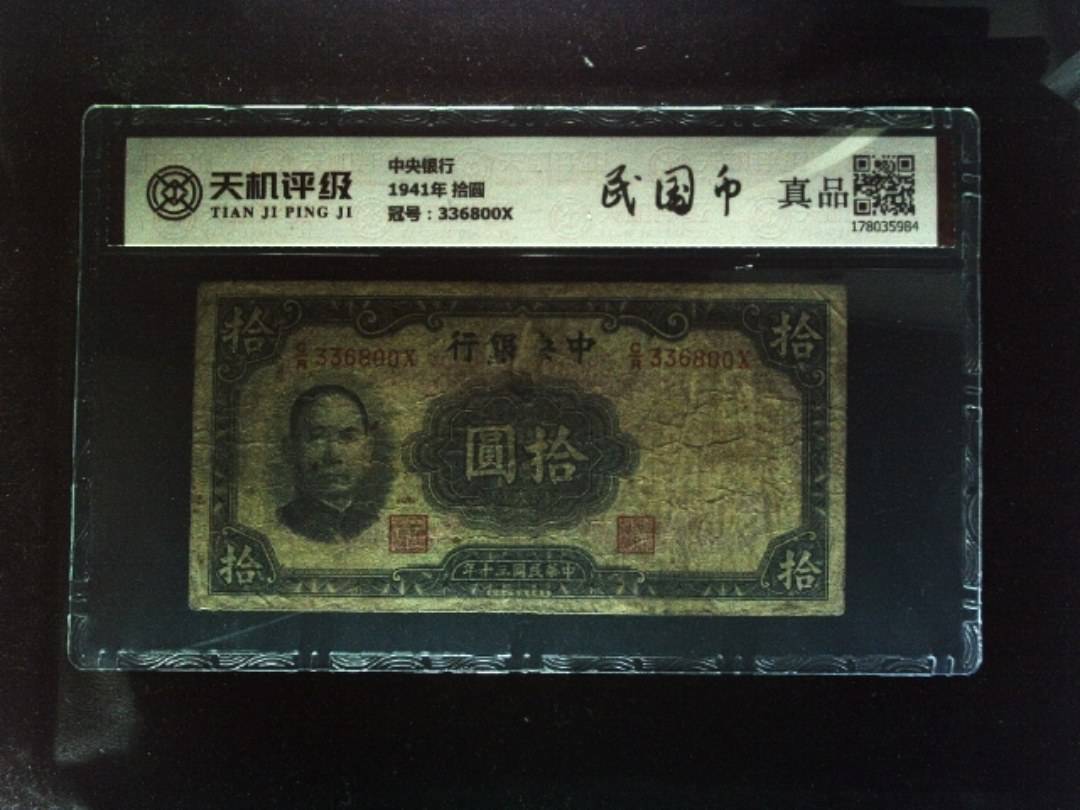 天机评级
TIAN JI PING JI
中央银行
1941年 拾圓
冠号：336800X
民国币
真品
178035984
拾
行銀央中
拾
C/A 336800X
C/A 336800X
圓拾
拾
年十三國民華中
拾